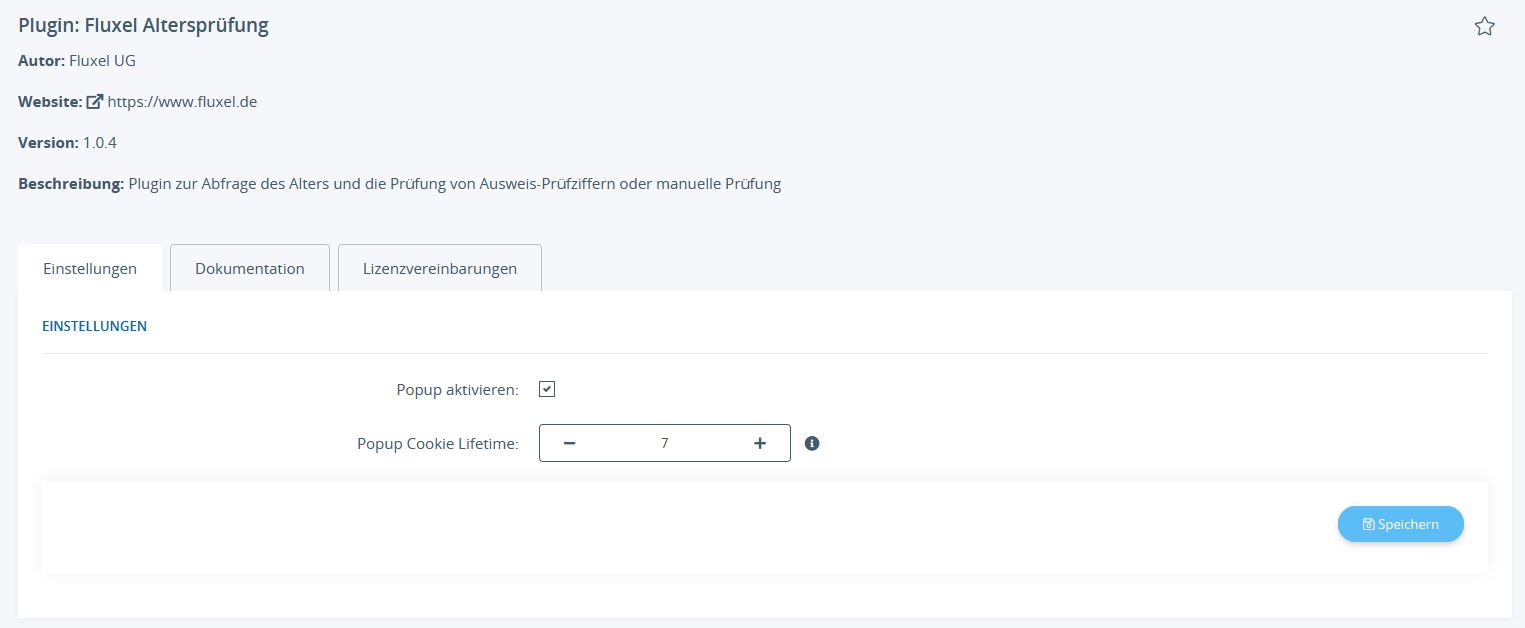 Plugin: Fluxel Altersprüfung
Autor: Fluxel UG
Website: https://www.fluxel.de
Version: 1.0.4
Beschreibung: Plugin zur Abfrage des Alters und die Prüfung von Ausweis-Prüfziffern oder manuelle Prüfung
Einstellungen Dokumentation Lizenzvereinbarungen
EINSTELLUNGEN
Popup aktivieren:
Popup Cookie Lifetime: − 7 +
Speichern